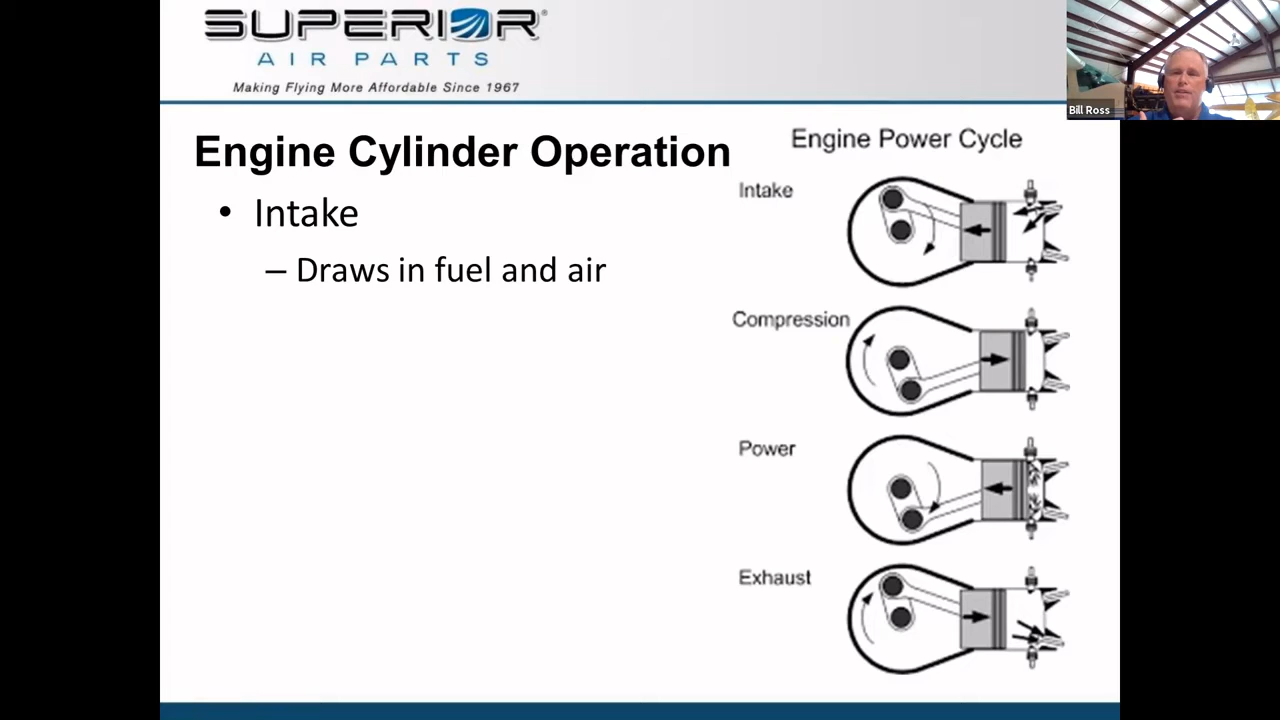 SUPERIOR®
AIR PARTS
Making Flying More Affordable Since 1967
Bill Ross
Engine Cylinder Operation
• Intake
– Draws in fuel and air
Engine Power Cycle
Intake
Compression
Power
Exhaust